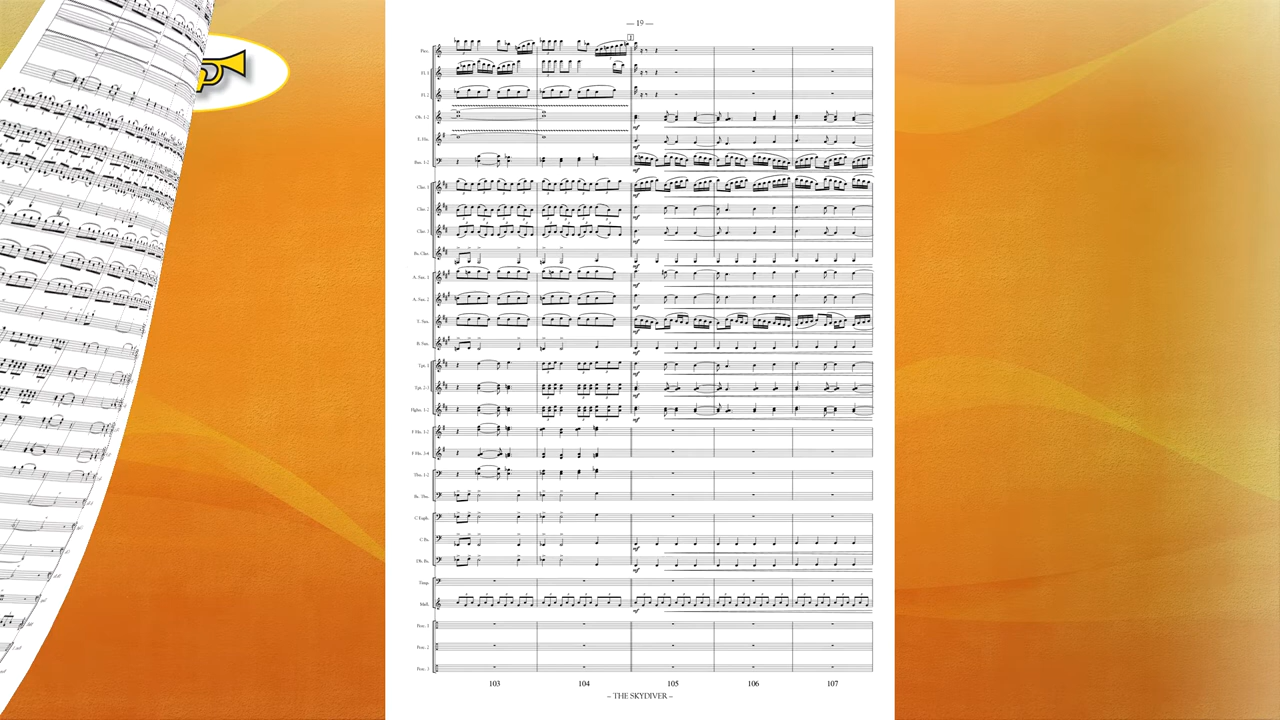 — 19 —
J
Picc.
Fl. 1
Fl. 2
Ob. 1-2
E. Hn.
Bsn. 1-2
Clar. 1
Clar. 2
Clar. 3
Bs. Clar.
A. Sax. 1
A. Sax. 2
T. Sax.
B. Sax.
Tpt. 1
Tpt. 2-3
Flghn. 1-2
F Hn. 1-2
F Hn. 3-4
Tbn. 1-2
Bs. Tbn.
C Euph.
C Bs.
Db. Bs.
Timp.
Mall.
Perc. 1
Perc. 2
Perc. 3
103 104 105 106 107
– THE SKYDIVER –